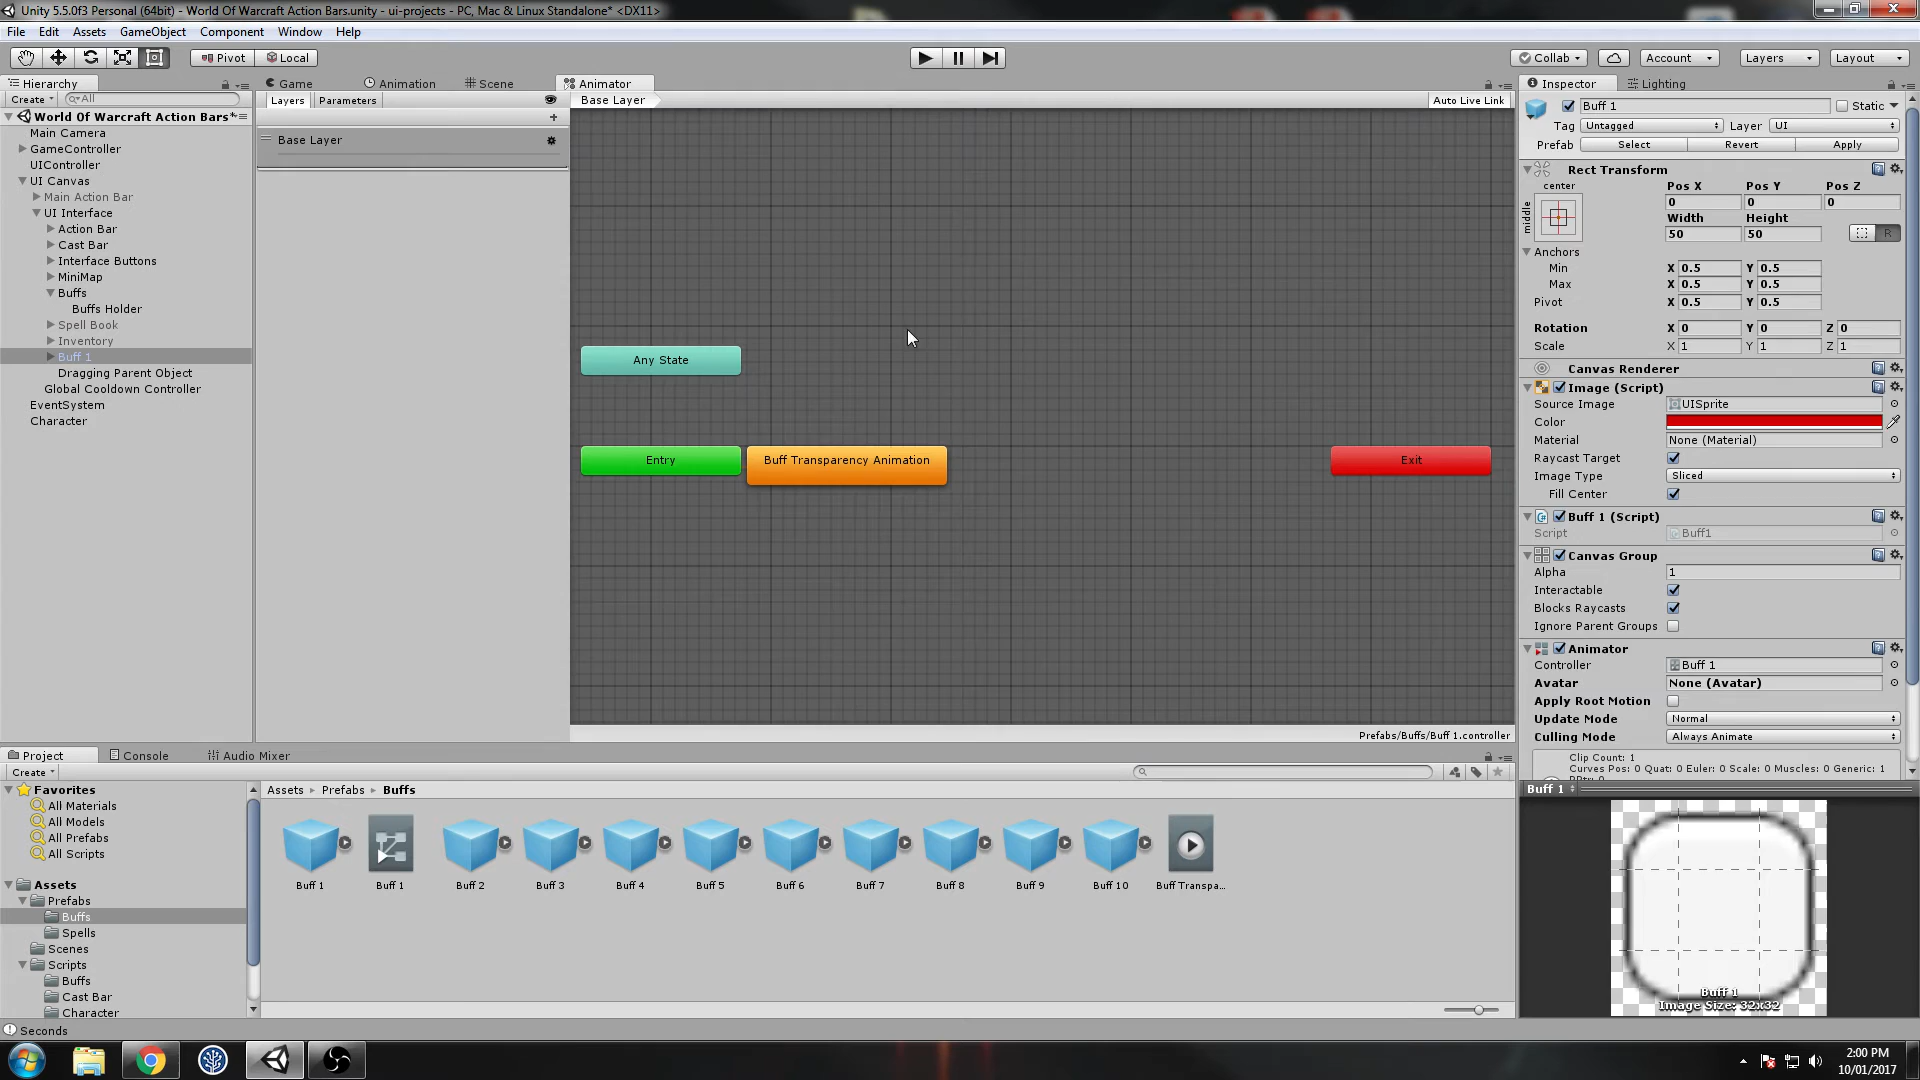 Unity 5.5.0f3 Personal (64bit) - World Of Warcraft Action Bars.unity - ui-projects - PC, Mac & Linux Standalone* <DX11>
File Edit Assets GameObject Component Window Help
Pivot Local Collab Account Layers Layout
Hierarchy Game Animation Scene Animator Inspector Lighting
Create All Layers Parameters Base Layer Auto Live Link
World Of Warcraft Action Bars*
Main Camera
GameController
UIController
UI Canvas
Main Action Bar
UI Interface
Action Bar
Cast Bar
Interface Buttons
MiniMap
Buffs
Buffs Holder
Spell Book
Inventory
Buff 1
Dragging Parent Object
Global Cooldown Controller
EventSystem
Character
Base Layer
Any State
Entry
Buff Transparency Animation
Exit
Prefabs/Buffs/Buff 1.controller
Buff 1 Static
Tag Untagged Layer UI
Prefab Select Revert Apply
Rect Transform
center Pos X Pos Y Pos Z
middle 0 0 0
Width Height
50 50 R
Anchors
Min X 0.5 Y 0.5
Max X 0.5 Y 0.5
Pivot X 0.5 Y 0.5
Rotation X 0 Y 0 Z 0
Scale X 1 Y 1 Z 1
Canvas Renderer
Image (Script)
Source Image UISprite
Color
Material None (Material)
Raycast Target
Image Type Sliced
Fill Center
Buff 1 (Script)
Script Buff1
Canvas Group
Alpha 1
Interactable
Blocks Raycasts
Ignore Parent Groups
Animator
Controller Buff 1
Avatar None (Avatar)
Apply Root Motion
Update Mode Normal
Culling Mode Always Animate
Clip Count: 1
Curves Pos: 0 Quat: 0 Euler: 0 Scale: 0 Muscles: 0 Generic: 1
Buff 1
Buff 1
Image Size: 32x32
Project Console Audio Mixer
Create
Favorites
All Materials
All Models
All Prefabs
All Scripts
Assets
Prefabs
Buffs
Spells
Scenes
Scripts
Buffs
Cast Bar
Character
Assets Prefabs Buffs
Buff 1 Buff 1 Buff 2 Buff 3 Buff 4 Buff 5 Buff 6 Buff 7 Buff 8 Buff 9 Buff 10 Buff Transpa...
Seconds
2:00 PM
10/01/2017